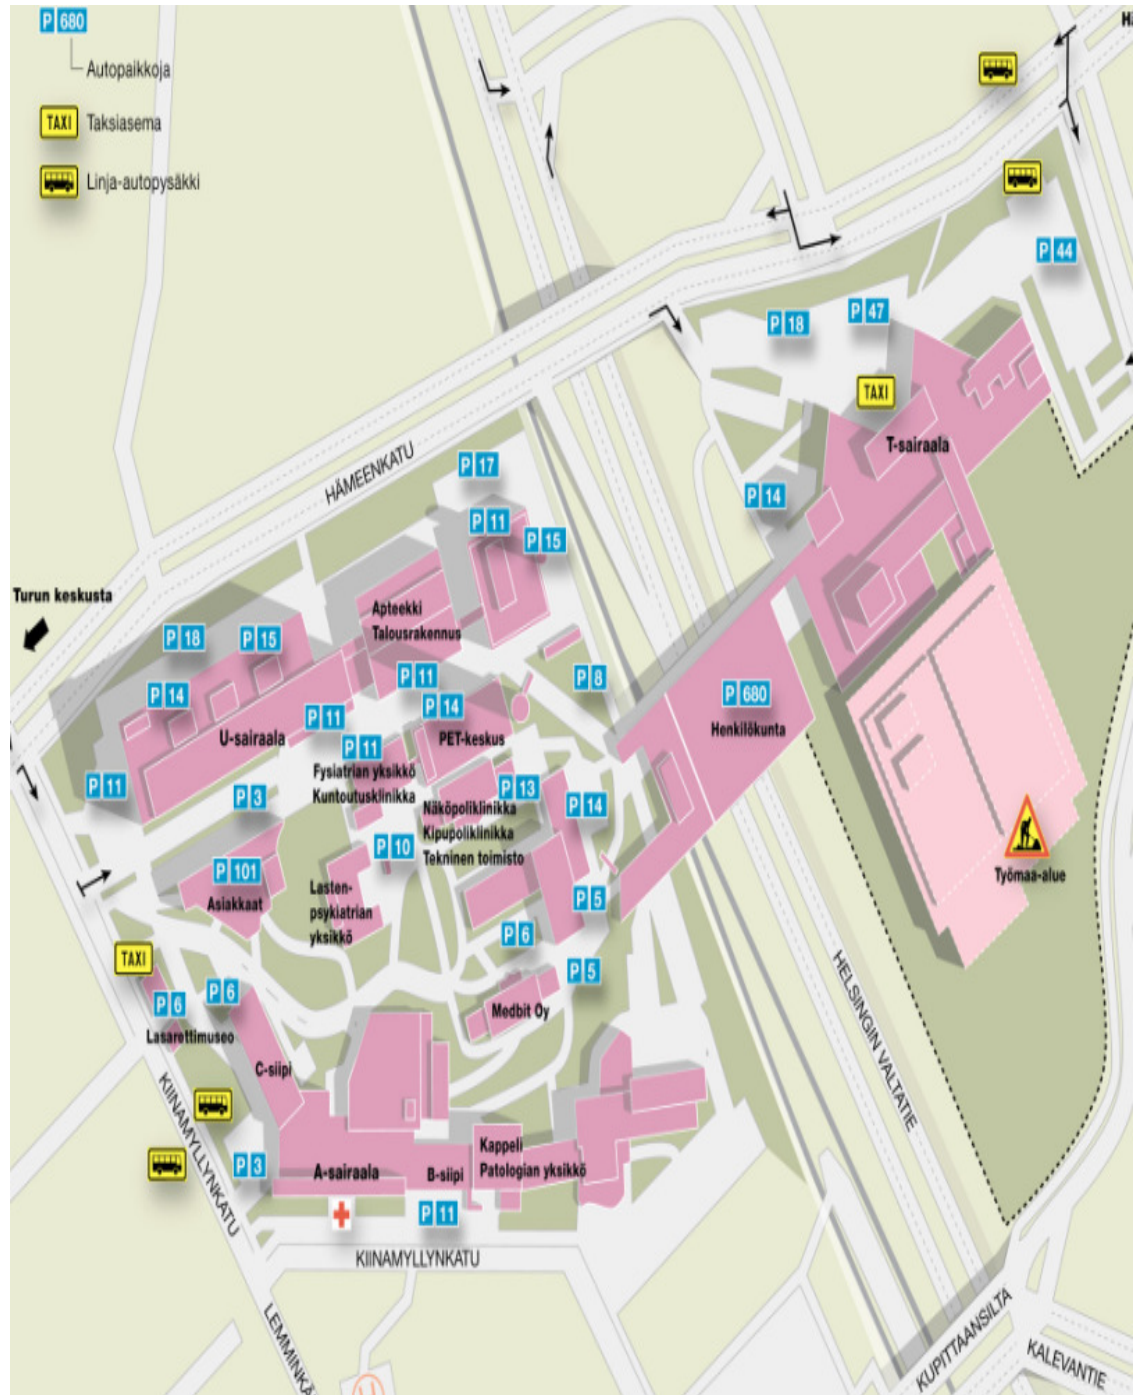 P 680
Autopaikkoja
TAXI Taksiasema
Linja-autopysäkki
P 44
P 18
P 47
TAXI
T-sairaala
HÄMEENKATU
P 17
P 14
P 11
P 15
Turun keskusta
Apteekki
Talousrakennus
P 18
P 15
P 14
P 11
P 8
P 14
P 680
Henkilökunta
P 11
U-sairaala
PET-keskus
P 11
Fysiatrian yksikkö
Kuntoutusklinikka
P 11
P 3
P 13
P 14
Näköpoliklinikka
Kipupoliklinikka
Tekninen toimisto
P 10
Työmaa-alue
P 101
Asiakkaat
Lasten-
psykiatrian
yksikkö
P 5
P 6
TAXI
P 5
P 6
P 6
Lasarettimuseo
Medbit Oy
C-siipi
HELSINGIN VALTATIE
KIINAMYLLYNKATU
P 3
A-sairaala
B-siipi
Kappeli
Patologian yksikkö
P 11
KIINAMYLLYNKATU
LEMMINKÄ
KUPITTAANSILTA
KALEVANTIE